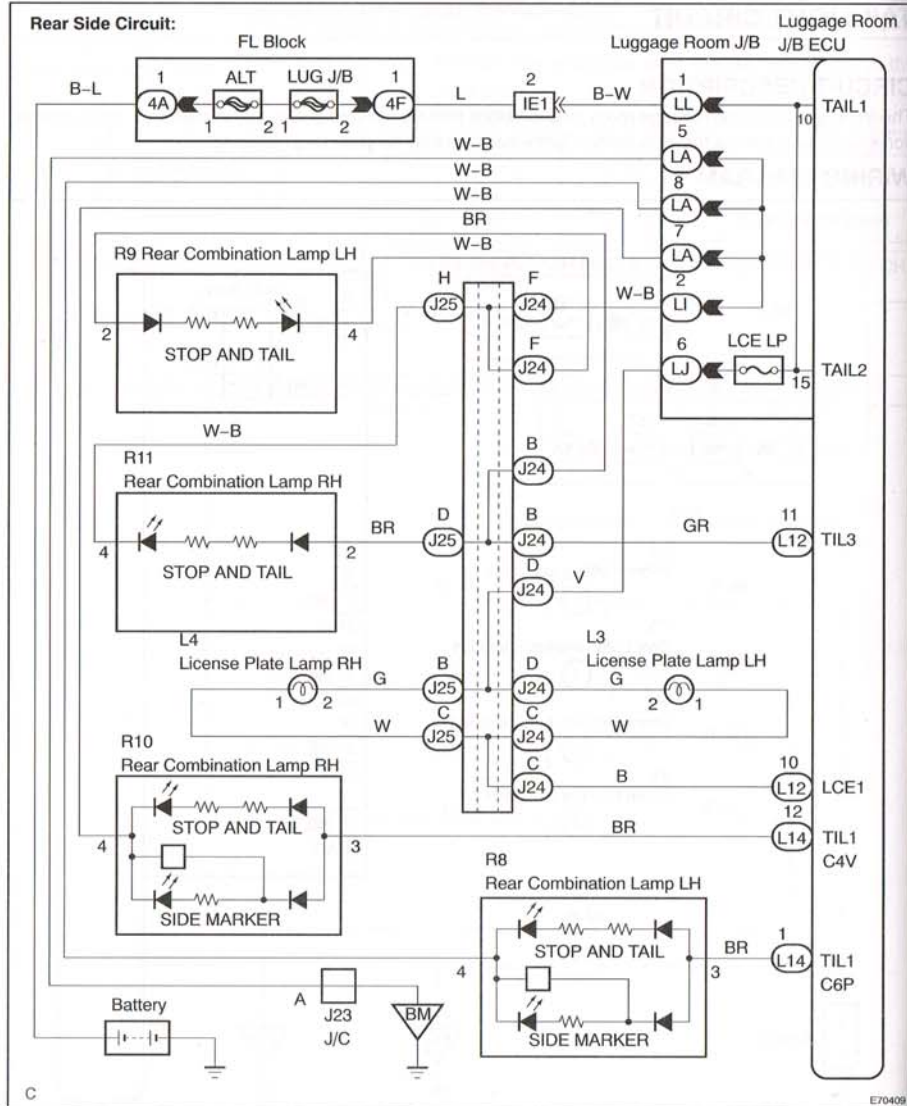 Rear Side Circuit:
FL Block
Luggage Room J/B
Luggage Room
J/B ECU
1
ALT
LUG J/B
1
2
1
B–L
4A
4F
L
IE1
B–W
LL
TAIL1
1
2
1
2
10
5
W–B
LA
W–B
8
W–B
LA
BR
7
R9 Rear Combination Lamp LH
W–B
LA
2
H
F
J25
J24
W–B
LI
2
4
STOP AND TAIL
F
6
LCE LP
J24
LJ
15
TAIL2
W–B
R11
B
Rear Combination Lamp RH
J24
D
B
11
BR
GR
4
2
J25
J24
L12
TIL3
STOP AND TAIL
D
J24
V
L4
L3
License Plate Lamp RH
B
D
License Plate Lamp LH
G
G
1
2
J25
J24
2
1
C
C
W
J25
J24
W
R10
C
10
Rear Combination Lamp RH
J24
B
L12
LCE1
12
STOP AND TAIL
BR
4
3
L14
TIL1
C4V
R8
Rear Combination Lamp LH
SIDE MARKER
1
STOP AND TAIL
BR
4
3
L14
TIL1
C6P
A
Battery
J23
J/C
BM
SIDE MARKER
C
E70409